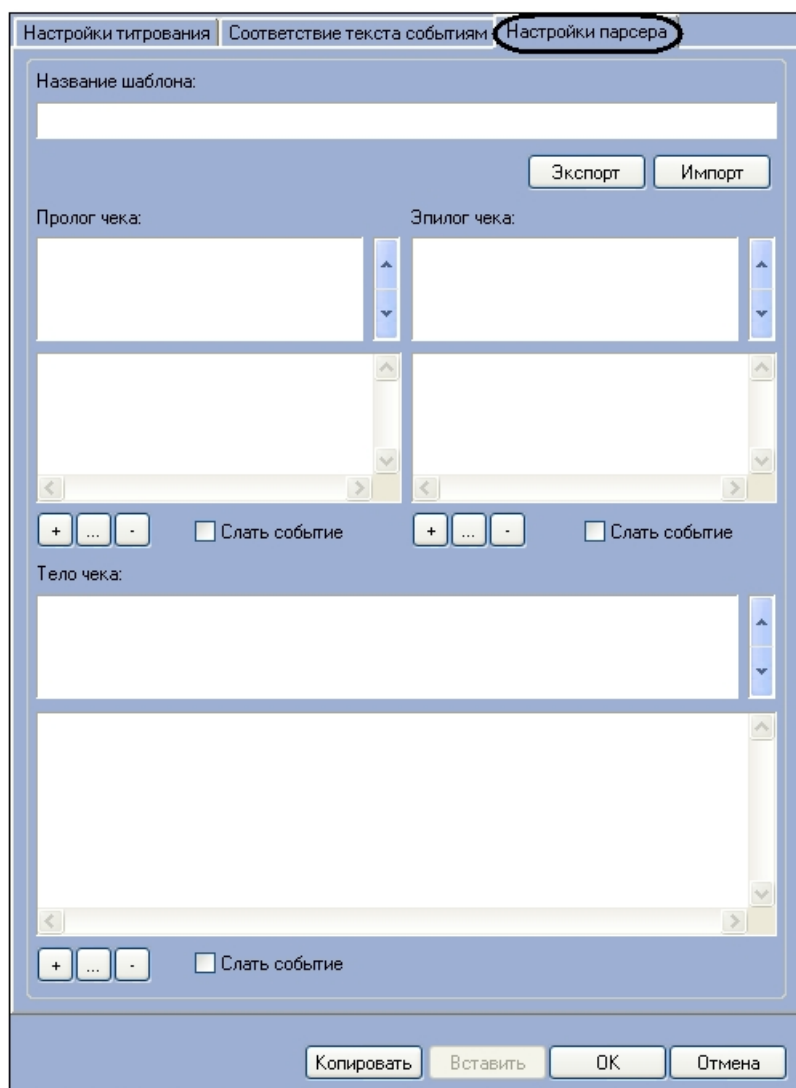 Настройки титрования Соответствие текста событиям Настройки парсера
Название шаблона:
Экспорт Импорт
Пролог чека: Эпилог чека:
+ ... - Слать событие + ... - Слать событие
Тело чека:
+ ... - Слать событие
Копировать Вставить OK Отмена